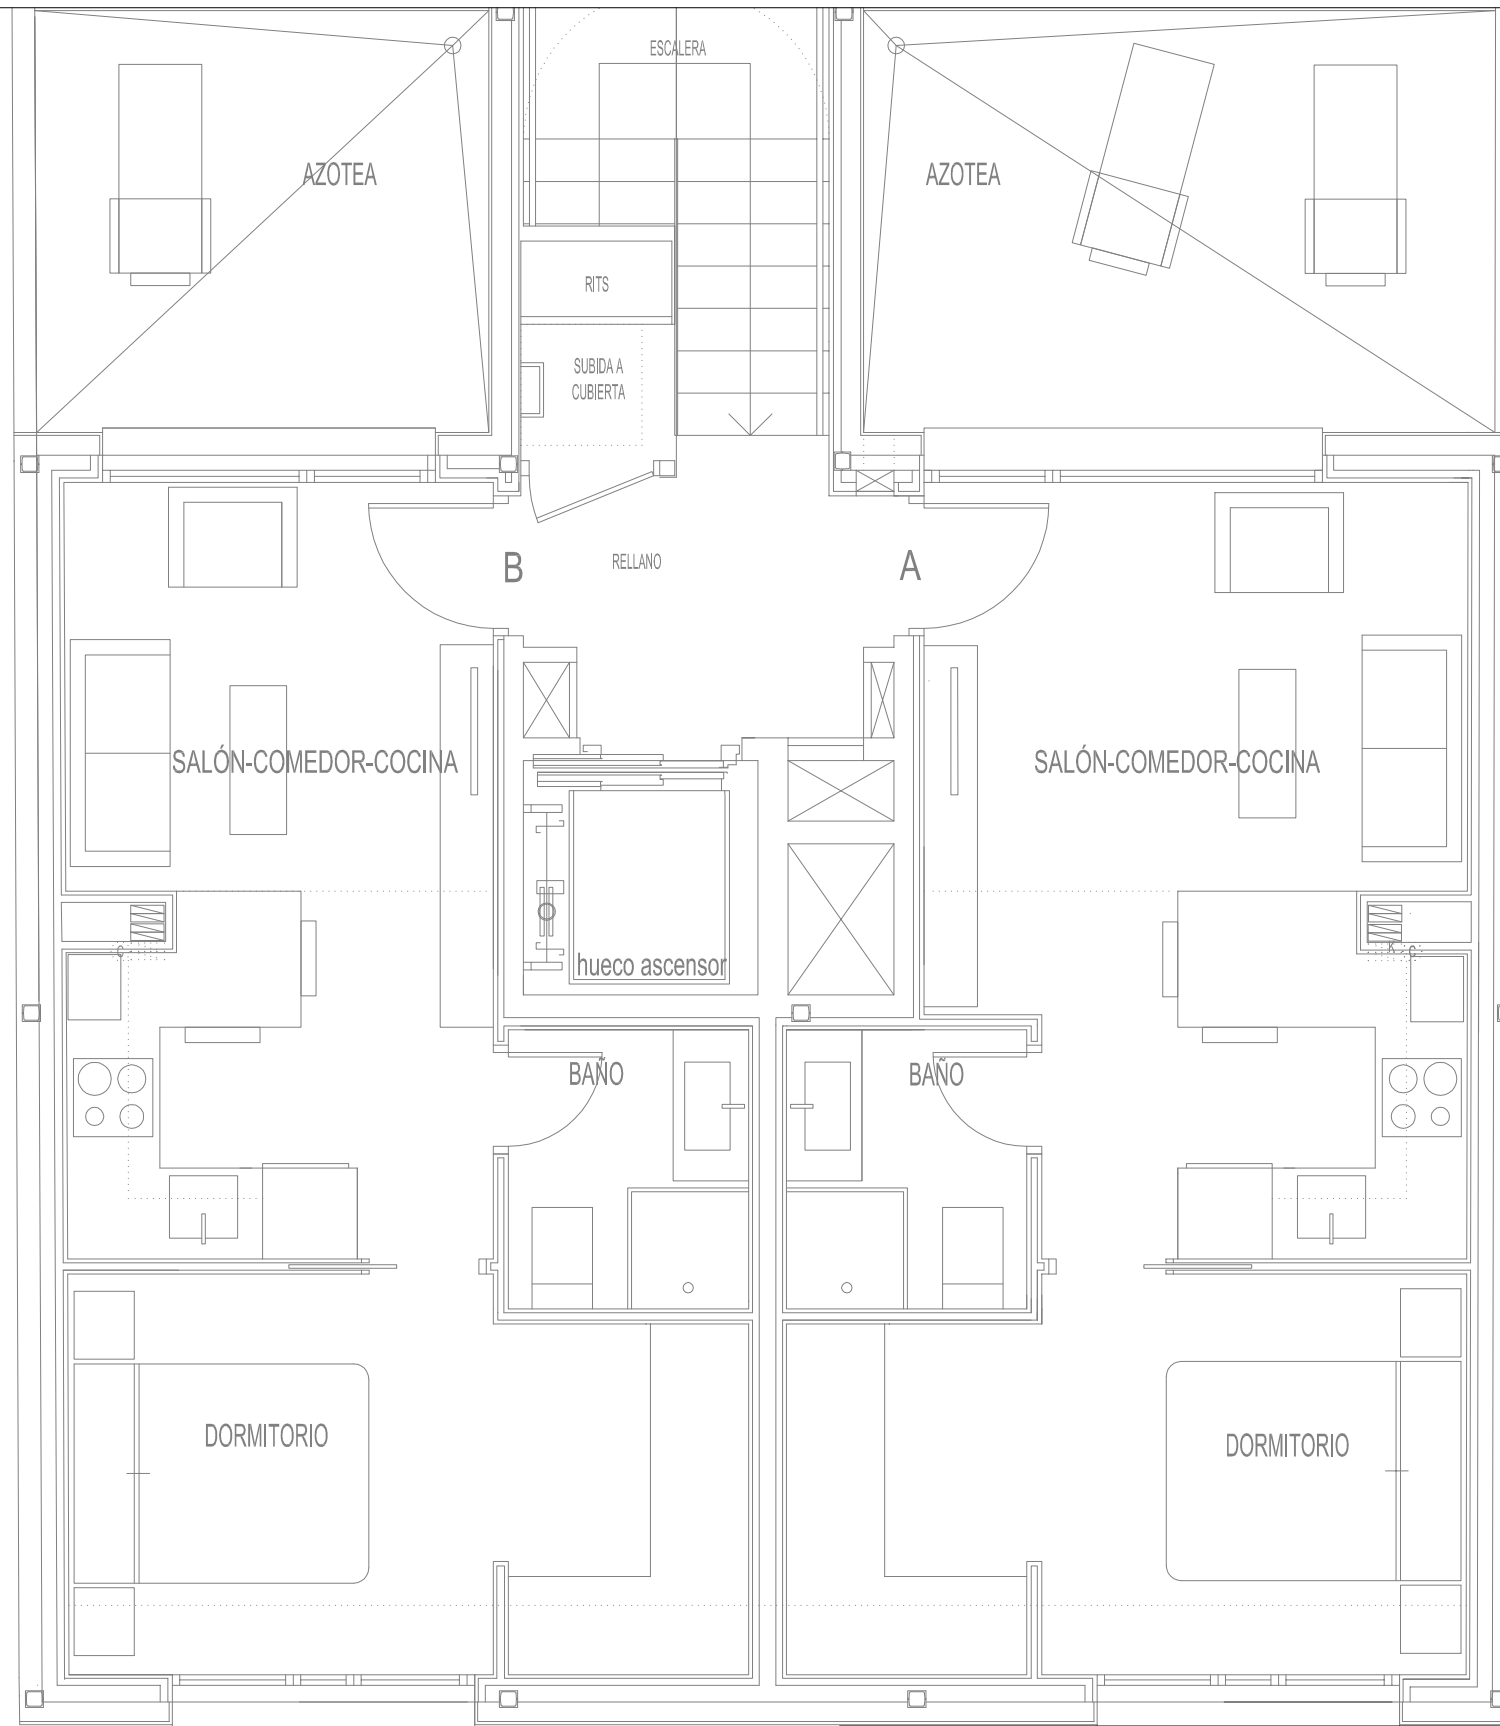 ESCALERA
AZOTEA
AZOTEA
RITS
SUBIDA A
CUBIERTA
B
RELLANO
A
SALÓN-COMEDOR-COCINA
SALÓN-COMEDOR-COCINA
C
K
C
hueco ascensor
BAÑO
BAÑO
DORMITORIO
DORMITORIO